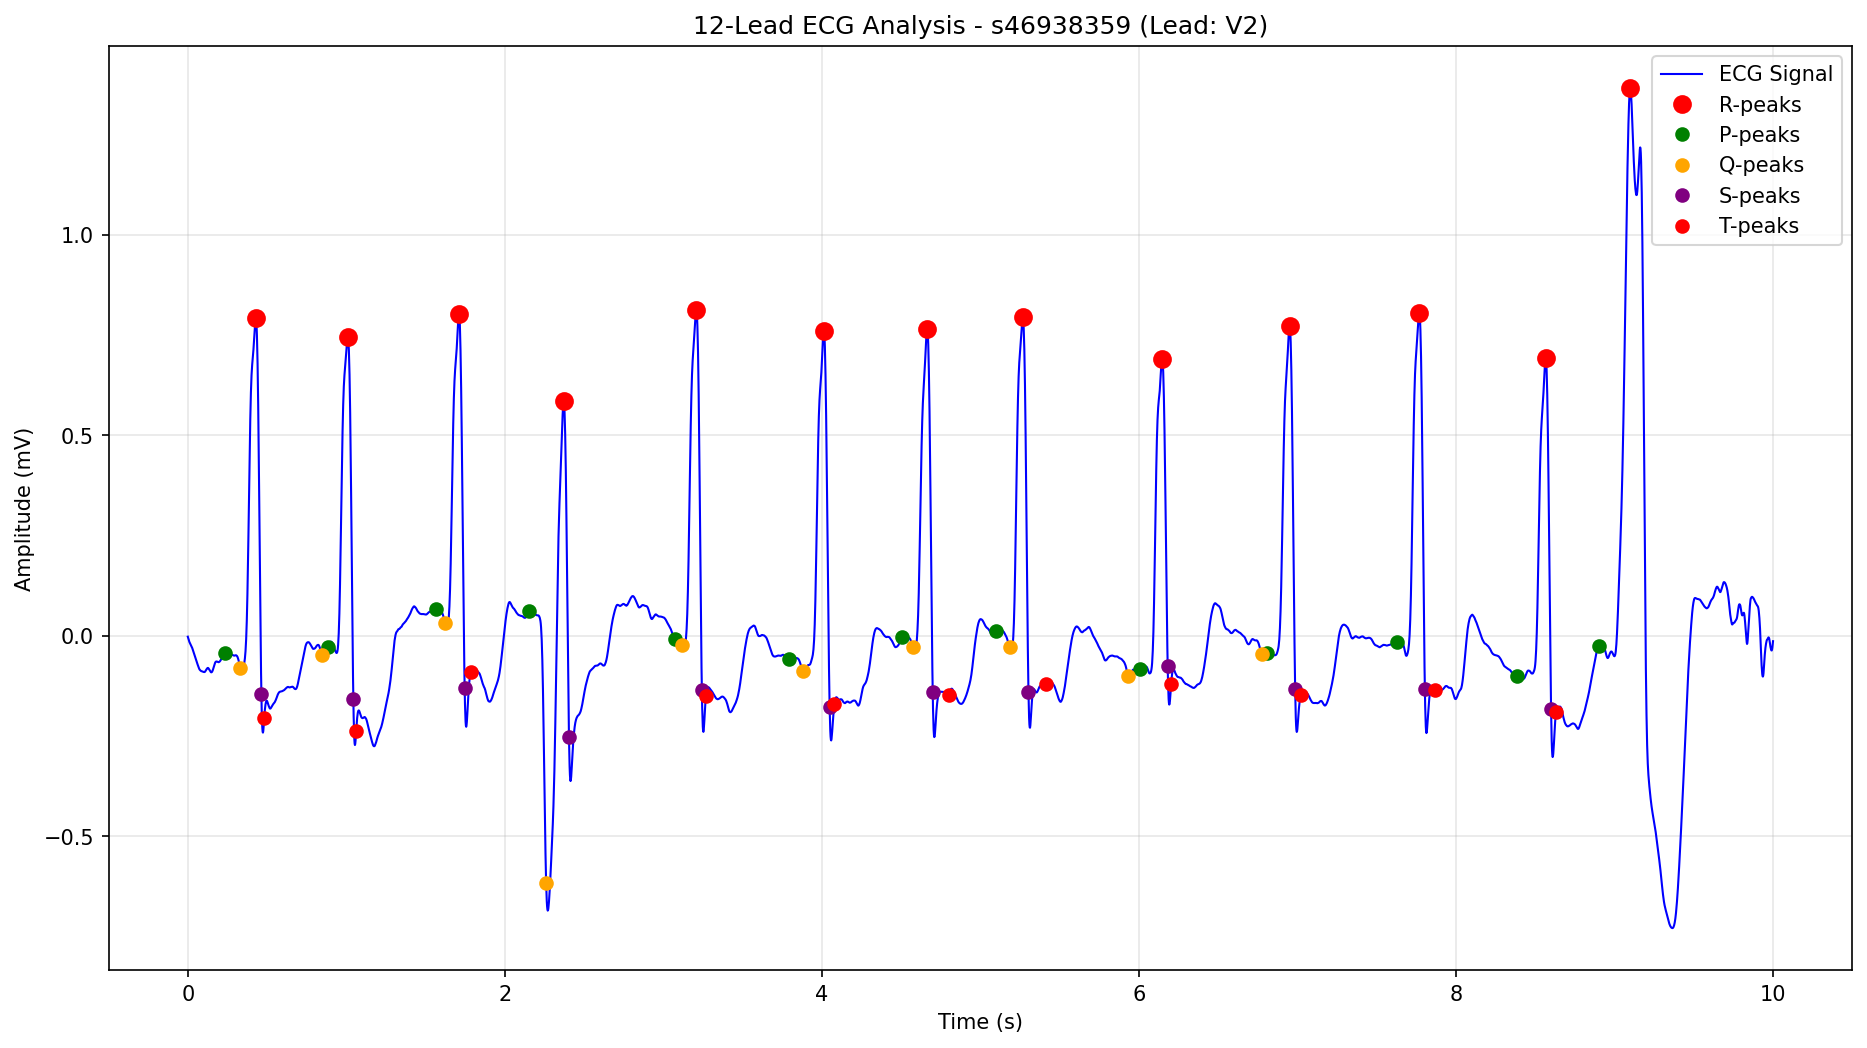 12-Lead ECG Analysis - s46938359 (Lead: V2)
ECG Signal
R-peaks
P-peaks
Q-peaks
S-peaks
T-peaks
Amplitude (mV)
1.0
0.5
0.0
−0.5
0 2 4 6 8 10
Time (s)